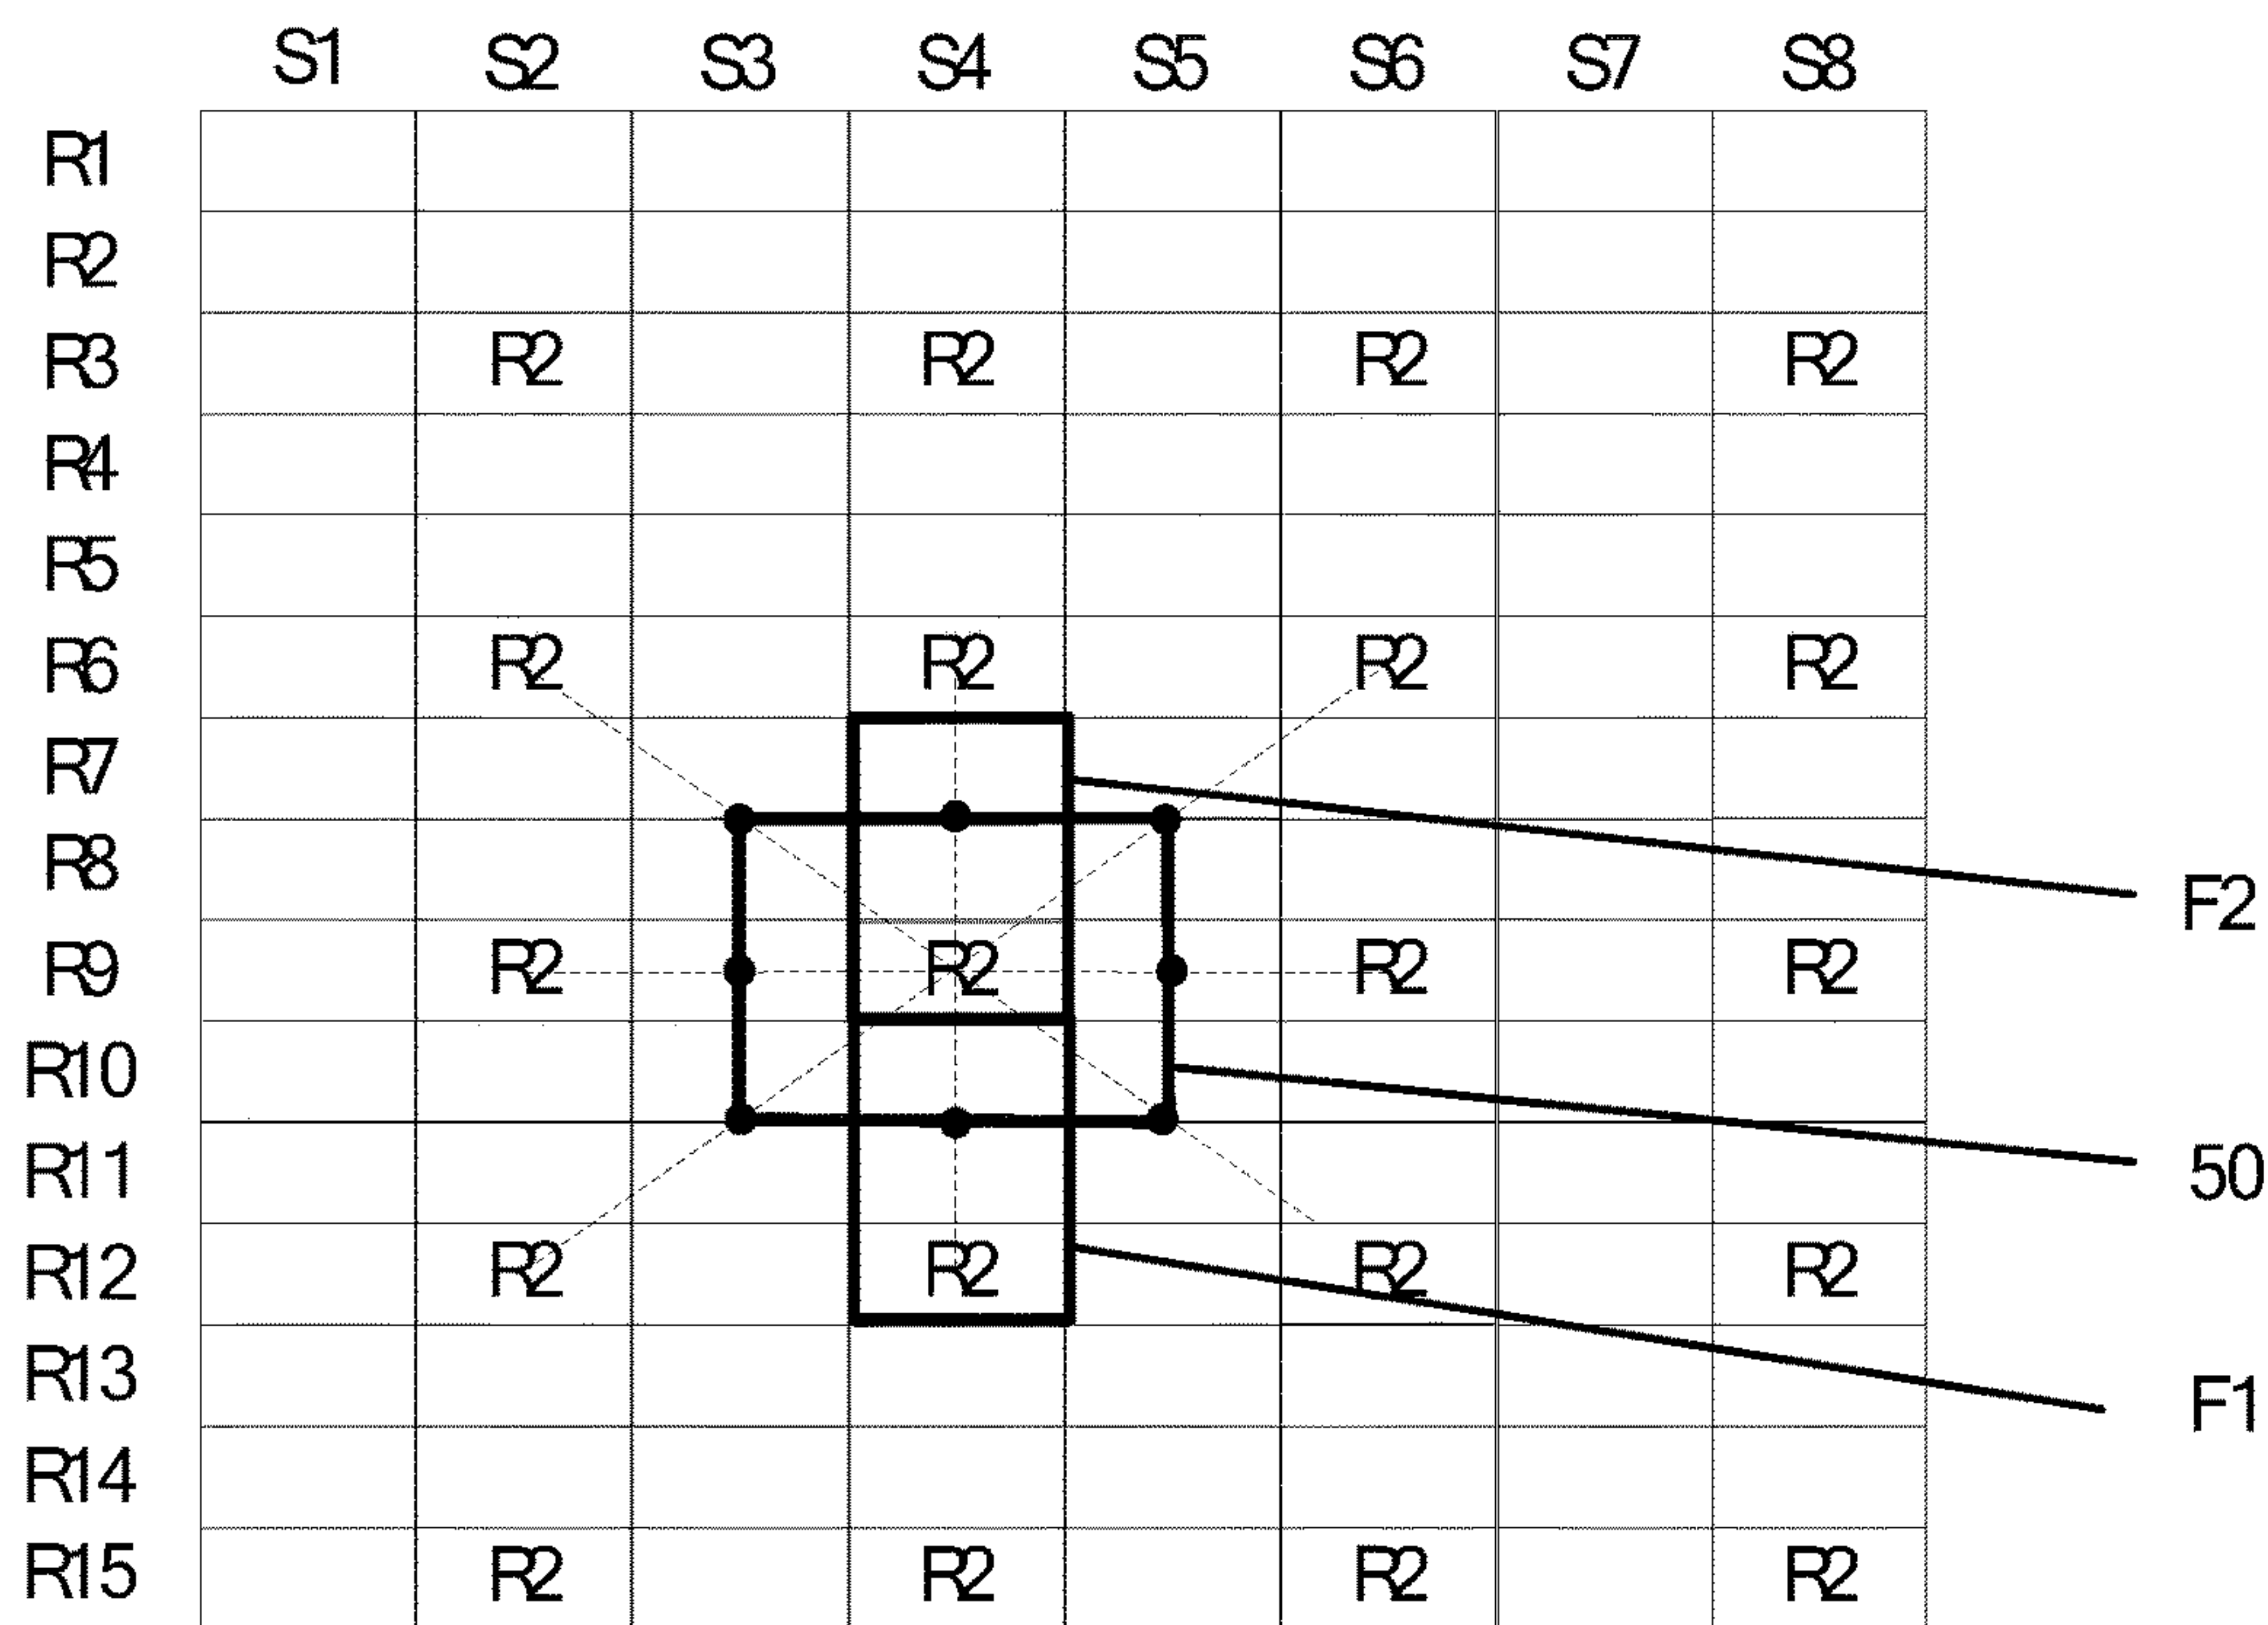 S1 S2 S3 S4 S5 S6 S7 S8
R1
R2
R3 R2 R2 R2 R2
R4
R5
R6 R2 R2 R2 R2
R7
R8
F2
R9 R2 R2 R2 R2
R10
R11 50
R12 R2 R2 R2 R2
R13
F1
R14
R15 R2 R2 R2 R2